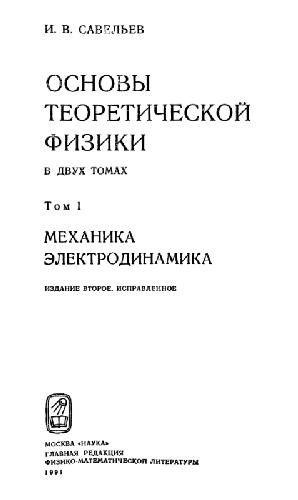 И. В. САВЕЛЬЕВ
ОСНОВЫ
ТЕОРЕТИЧЕСКОЙ
ФИЗИКИ
В ДВУХ ТОМАХ
Том 1
МЕХАНИКА
ЭЛЕКТРОДИНАМИКА
ИЗДАНИЕ ВТОРОЕ, ИСПРАВЛЕННОЕ
МОСКВА «НАУКА»
ГЛАВНАЯ РЕДАКЦИЯ
ФИЗИКО-МАТЕМАТИЧЕСКОЙ ЛИТЕРАТУРЫ
1991